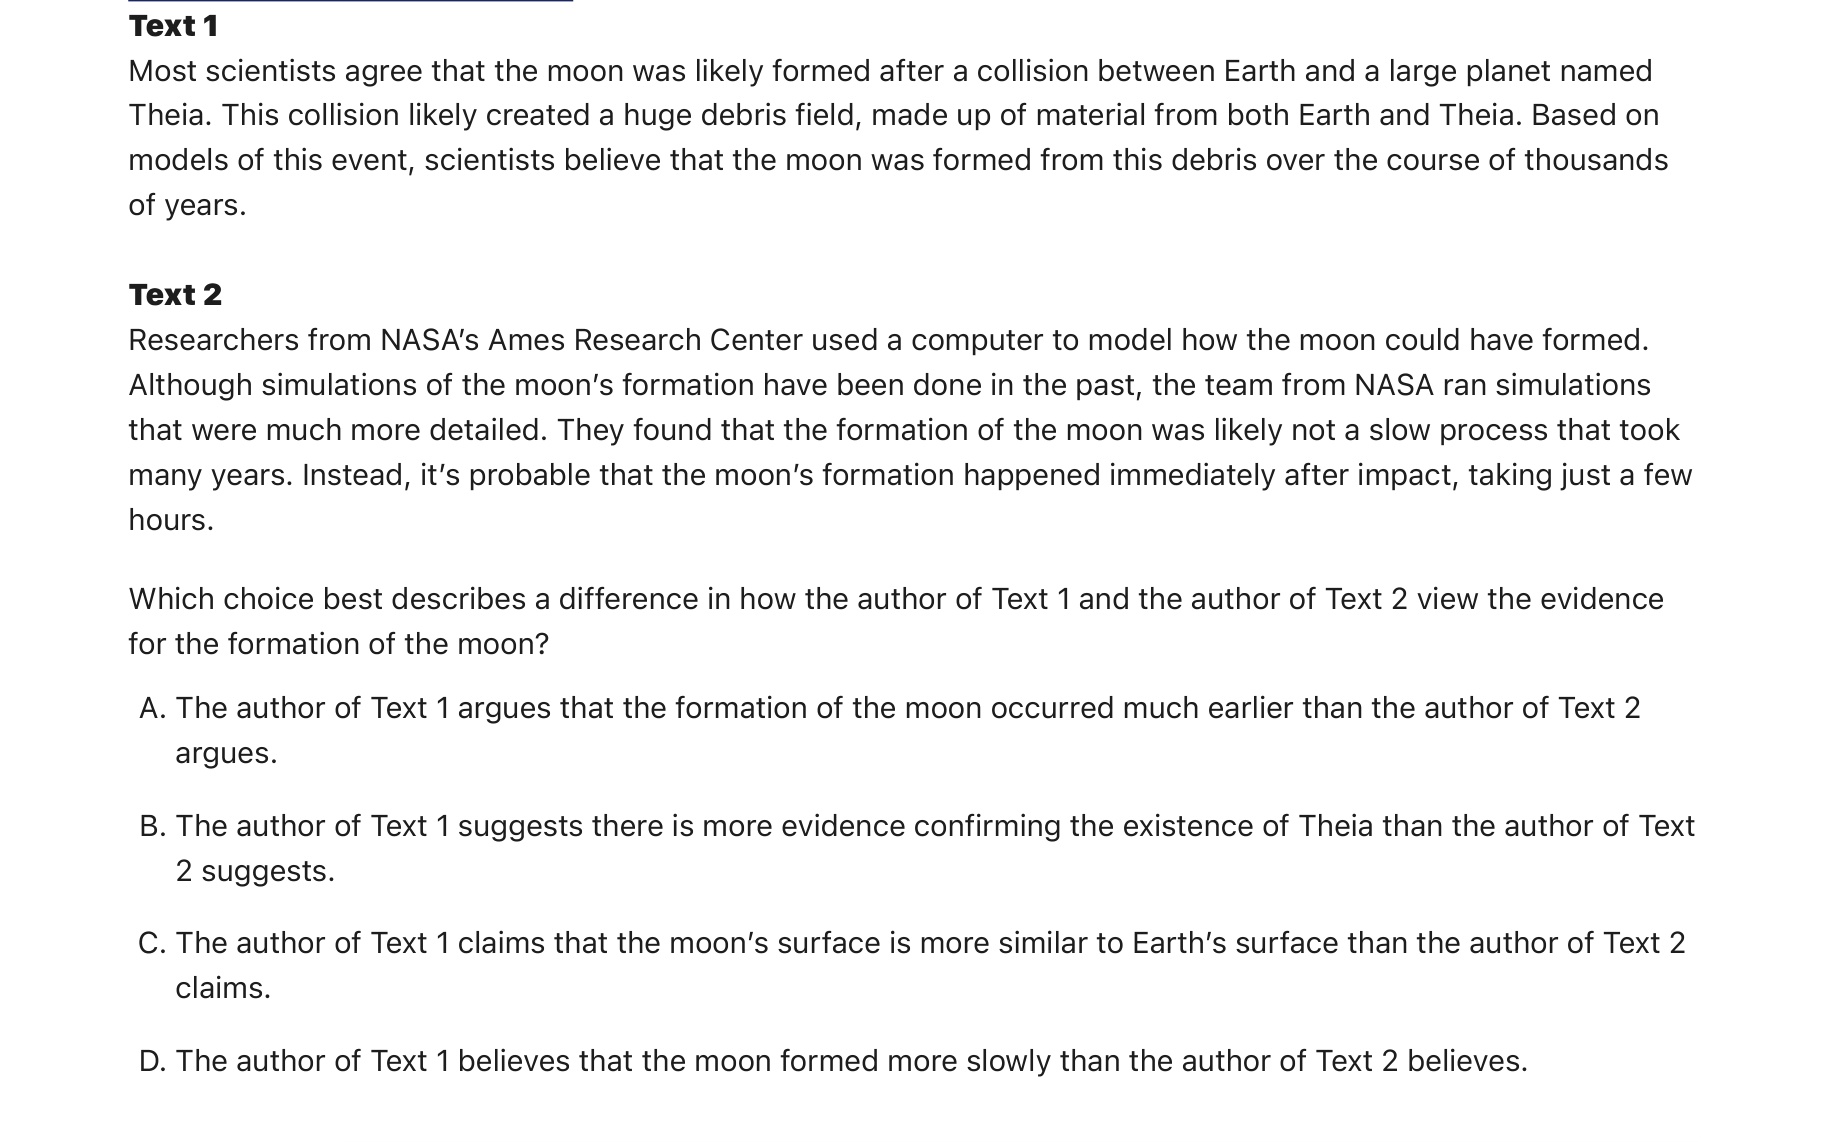 Text 1
Most scientists agree that the moon was likely formed after a collision between Earth and a large planet named
Theia. This collision likely created a huge debris field, made up of material from both Earth and Theia. Based on
models of this event, scientists believe that the moon was formed from this debris over the course of thousands
of years.
Text 2
Researchers from NASA’s Ames Research Center used a computer to model how the moon could have formed.
Although simulations of the moon’s formation have been done in the past, the team from NASA ran simulations
that were much more detailed. They found that the formation of the moon was likely not a slow process that took
many years. Instead, it’s probable that the moon’s formation happened immediately after impact, taking just a few
hours.
Which choice best describes a difference in how the author of Text 1 and the author of Text 2 view the evidence
for the formation of the moon?
A. The author of Text 1 argues that the formation of the moon occurred much earlier than the author of Text 2
argues.
B. The author of Text 1 suggests there is more evidence confirming the existence of Theia than the author of Text
2 suggests.
C. The author of Text 1 claims that the moon’s surface is more similar to Earth’s surface than the author of Text 2
claims.
D. The author of Text 1 believes that the moon formed more slowly than the author of Text 2 believes.